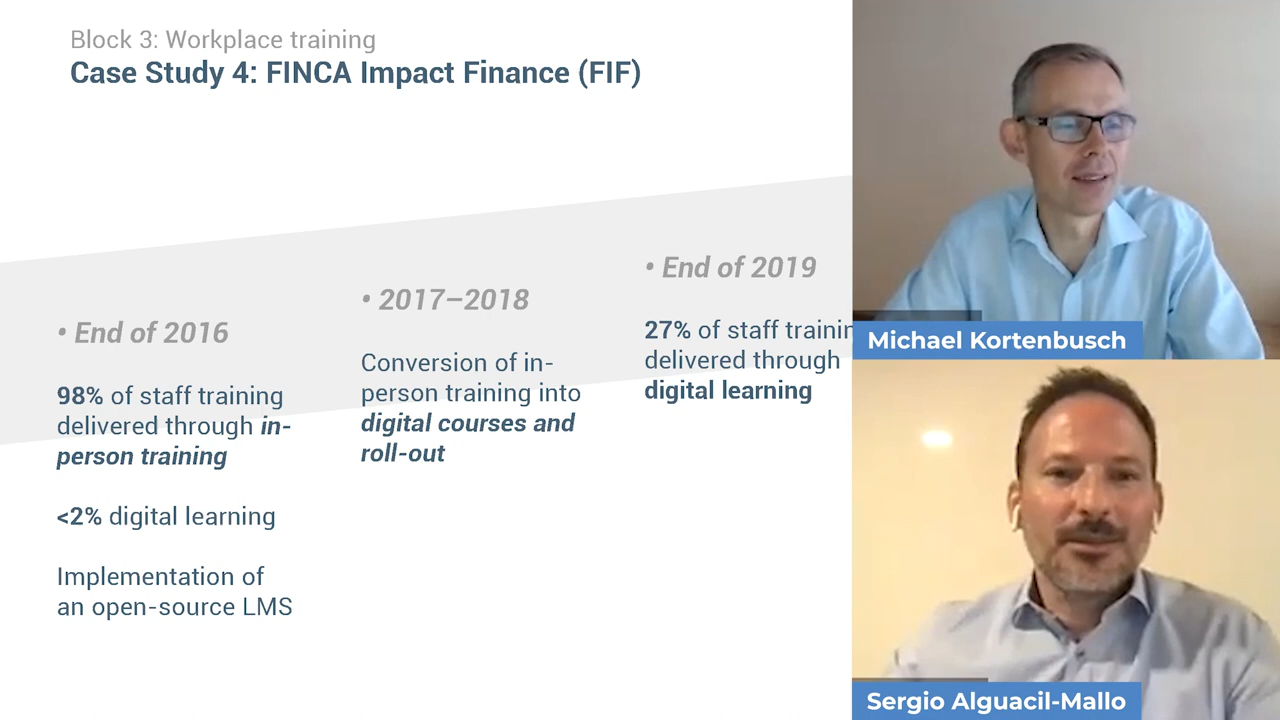 Block 3: Workplace training
Case Study 4: FINCA Impact Finance (FIF)
• End of 2016
98% of staff training
delivered through in-
person training
<2% digital learning
Implementation of
an open-source LMS
• 2017–2018
Conversion of in-
person training into
digital courses and
roll-out
• End of 2019
27% of staff trainin
delivered through
digital learning
Michael Kortenbusch
Sergio Alguacil-Mallo